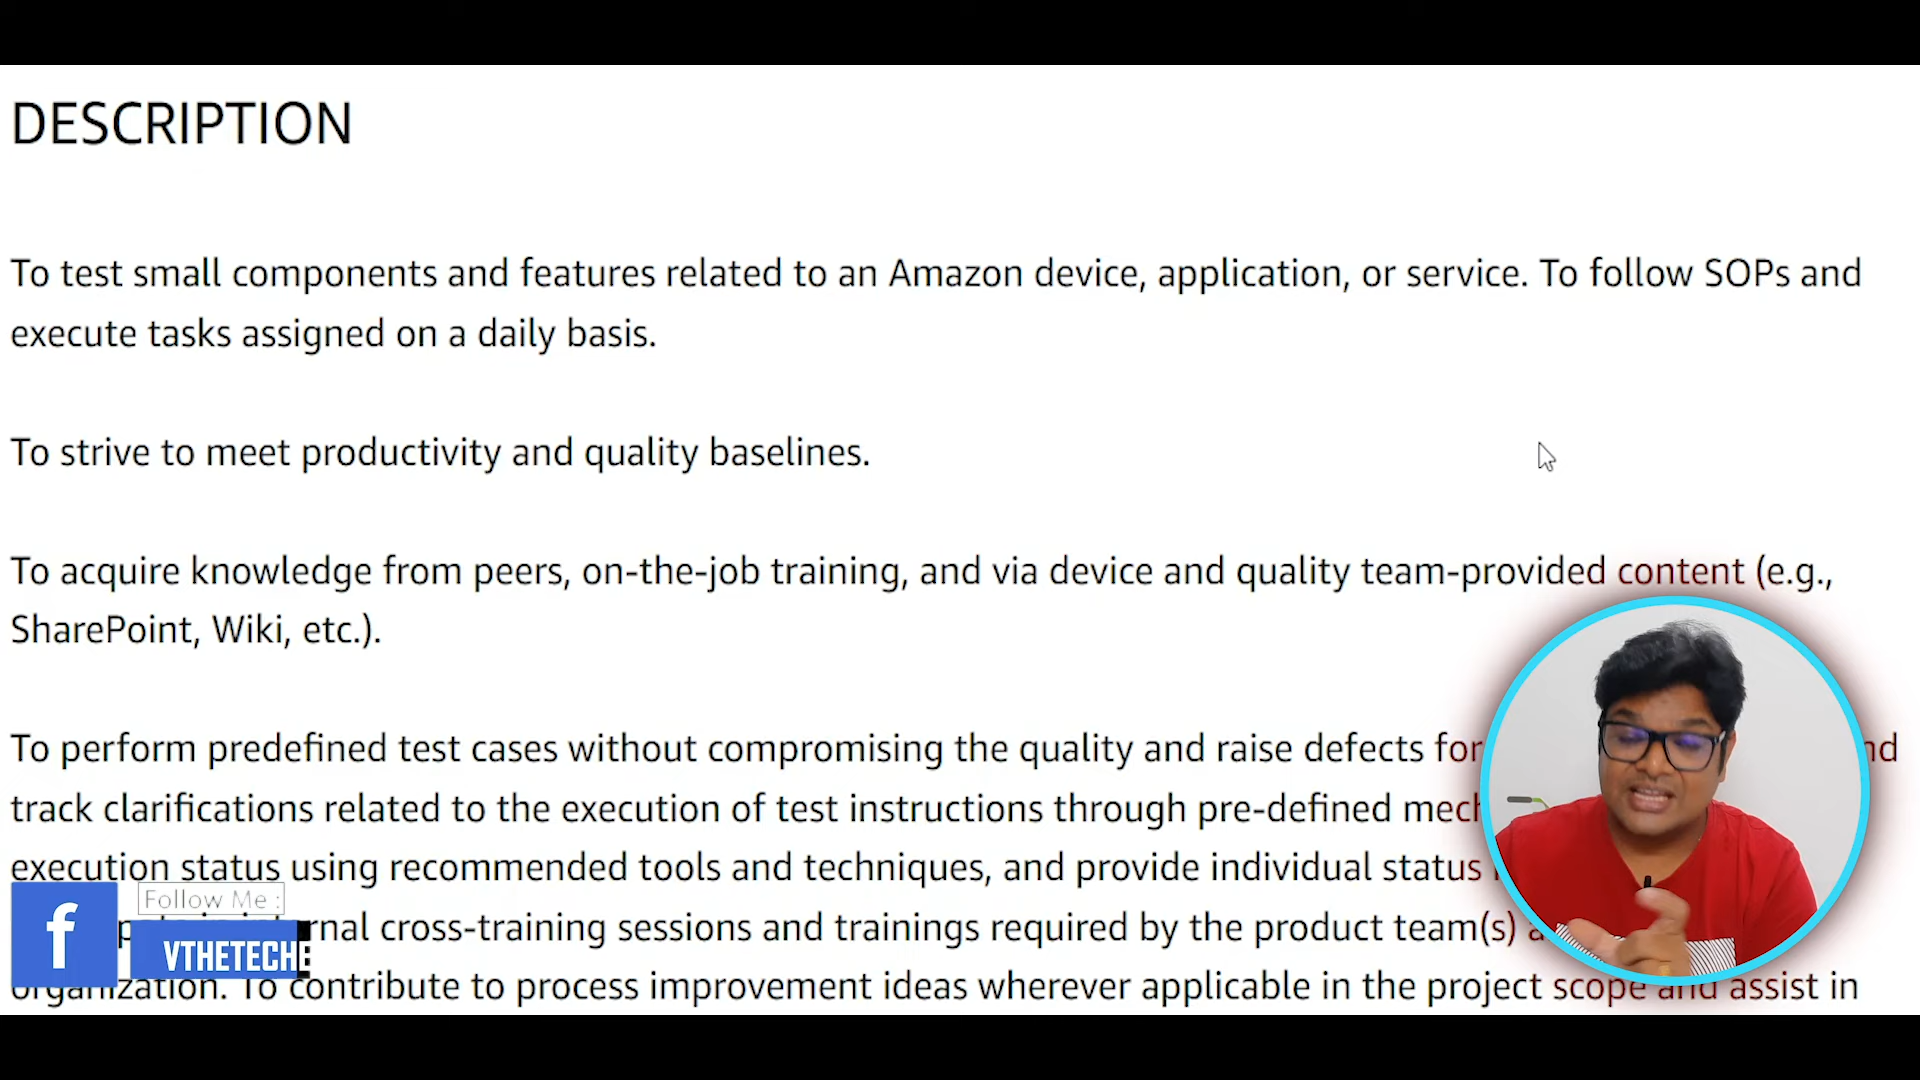 DESCRIPTION
To test small components and features related to an Amazon device, application, or service. To follow SOPs and
execute tasks assigned on a daily basis.
To strive to meet productivity and quality baselines.
To acquire knowledge from peers, on-the-job training, and via device and quality team-provided content (e.g.,
SharePoint, Wiki, etc.).
To perform predefined test cases without compromising the quality and raise defects for
track clarifications related to the execution of test instructions through pre-defined
execution status using recommended tools and techniques, and provide individual status
cross-training sessions and trainings required by the product team(s)
organization. To contribute to process improvement ideas wherever applicable in the project scope and assist in
f
Follow Me :
VTHETECHE